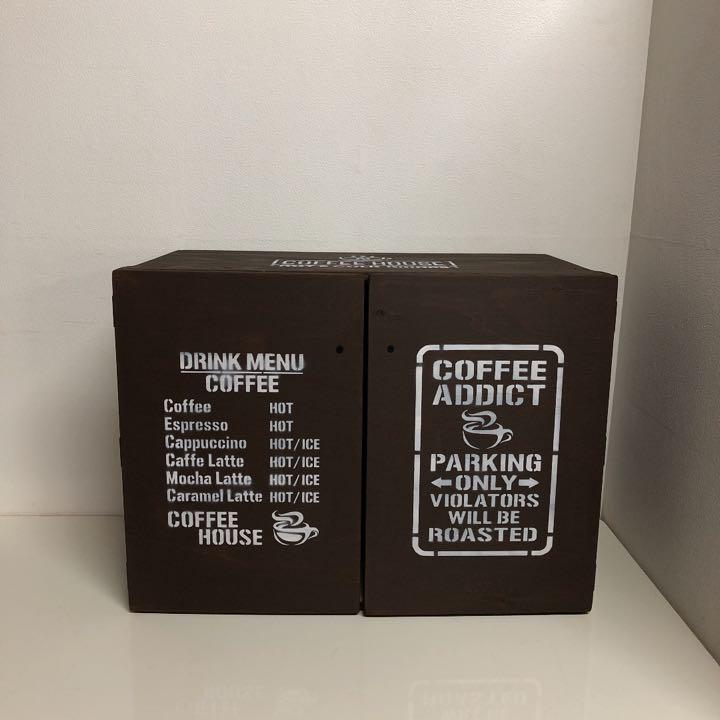 COFFEE HOUSE
DRINK MENU
COFFEE
Coffee HOT
Espresso HOT
Cappuccino HOT/ICE
Caffe Latte HOT/ICE
Mocha Latte HOT/ICE
Caramel Latte HOT/ICE
COFFEE
HOUSE
COFFEE
ADDICT
PARKING
←ONLY→
VIOLATORS
WILL BE
ROASTED